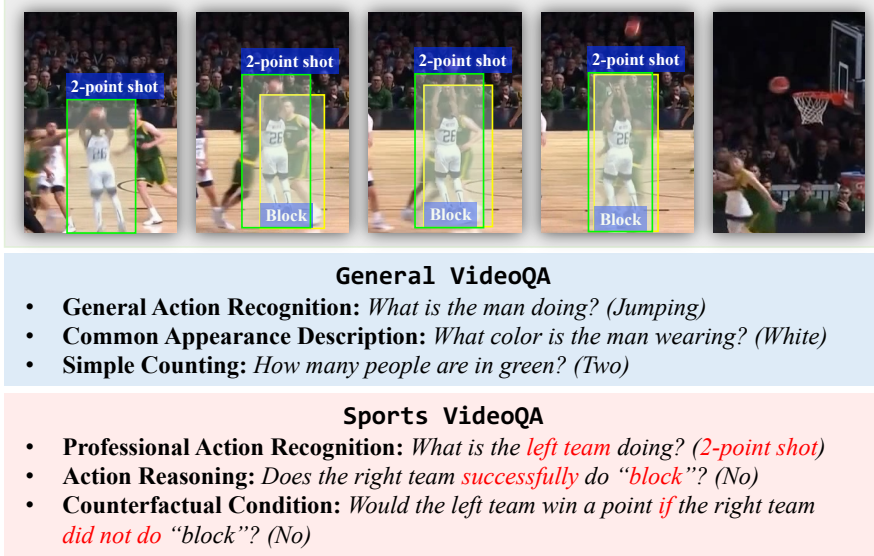 2-point shot
2-point shot
2-point shot
2-point shot
26
26
26
26
Block
Block
Block
General VideoQA
• General Action Recognition: What is the man doing? (Jumping)
• Common Appearance Description: What color is the man wearing? (White)
• Simple Counting: How many people are in green? (Two)
Sports VideoQA
• Professional Action Recognition: What is the left team doing? (2-point shot)
• Action Reasoning: Does the right team successfully do “block”? (No)
• Counterfactual Condition: Would the left team win a point if the right team
did not do “block”? (No)